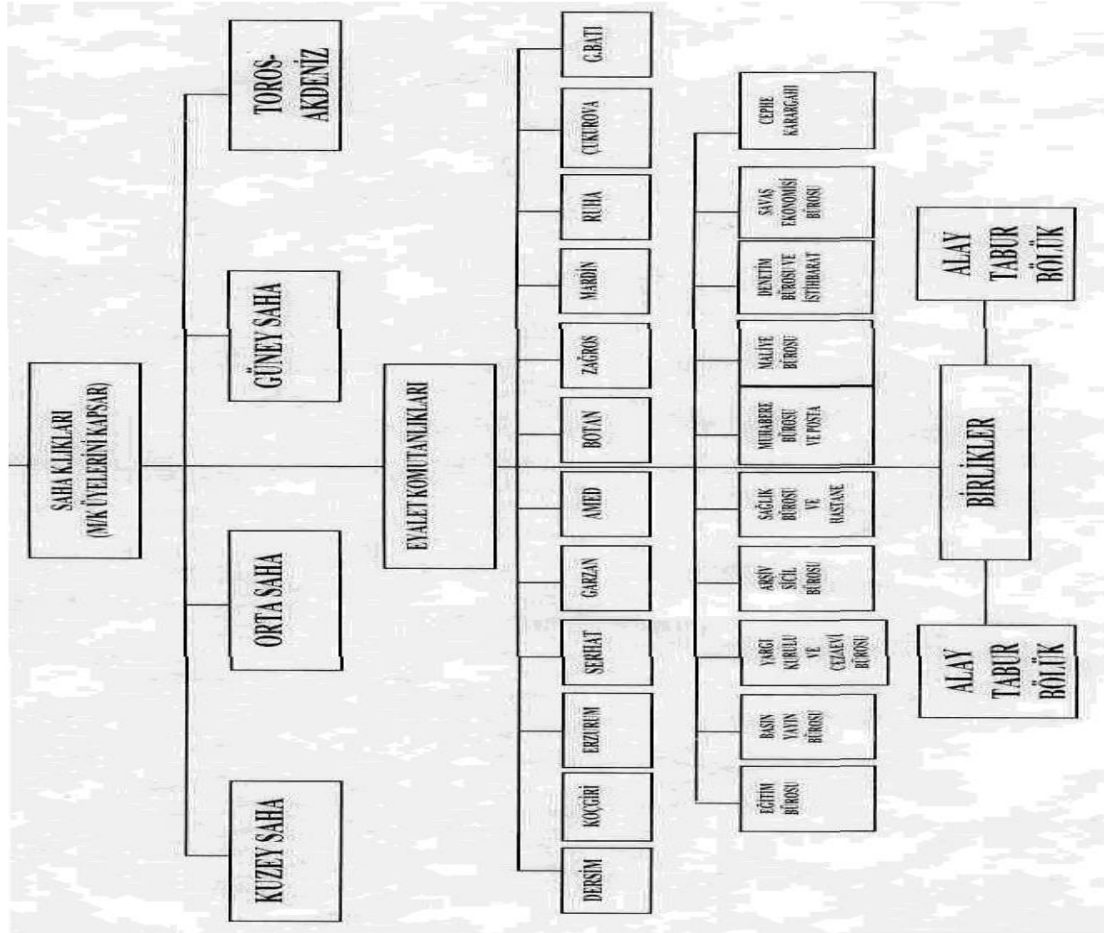 SAHA K.LIKLARI
(M/K ÜYELERİNİ KAPSAR)
KUZEY SAHA
ORTA SAHA
GÜNEY SAHA
TOROS-
AKDENİZ
EYALET KOMUTANLIKLARI
DERSİM
KOÇGİRİ
ERZURUM
SERHAT
GARZAN
AMED
BOTAN
ZAĞROS
MARDİN
RUHA
ÇUKUROVA
G.BATI
EĞİTİM
BÜROSU
BASIN
YAYIN
BÜROSU
YARGI
KURULU
VE
ÇEZAEVİ
BÜROSU
ARŞİV
SİCİL
BÜROSU
SAĞLIK
BÜROSU
VE
HASTANE
MUHABERE
BÜROSU
VE POSTA
MALİYE
BÜROSU
DENETİM
BÜROSU VE
İSTİHBARAT
SAVAŞ
EKONOMİSİ
BÜROSU
CEPHE
KARARGAHI
BİRLİKLER
ALAY
TABUR
BÖLÜK
ALAY
TABUR
BÖLÜK